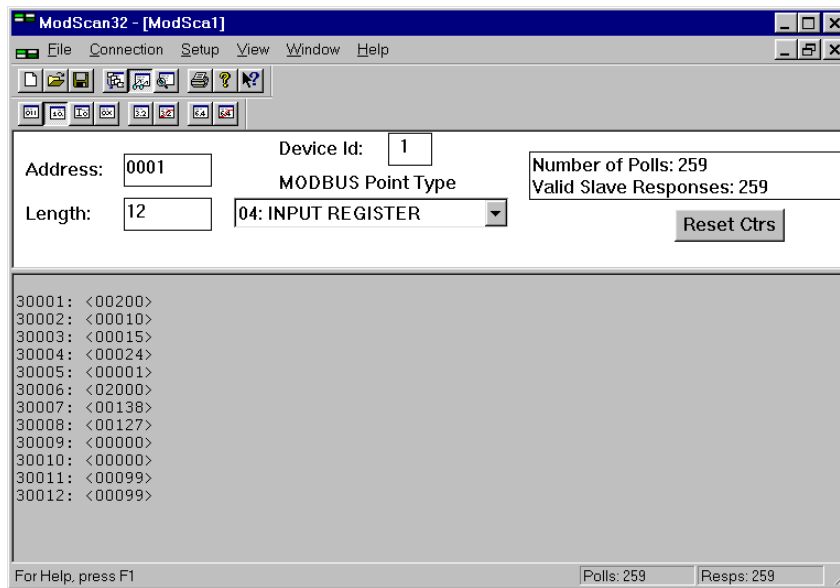 ModScan32 - [ModSca1]
File Connection Setup View Window Help
Device Id: 1
Address: 0001
MODBUS Point Type
Number of Polls: 259
Valid Slave Responses: 259
Length: 12
04: INPUT REGISTER
Reset Ctrs
30001: <00200>
30002: <00010>
30003: <00015>
30004: <00024>
30005: <00001>
30006: <02000>
30007: <00138>
30008: <00127>
30009: <00000>
30010: <00000>
30011: <00099>
30012: <00099>
For Help, press F1
Polls: 259
Resps: 259